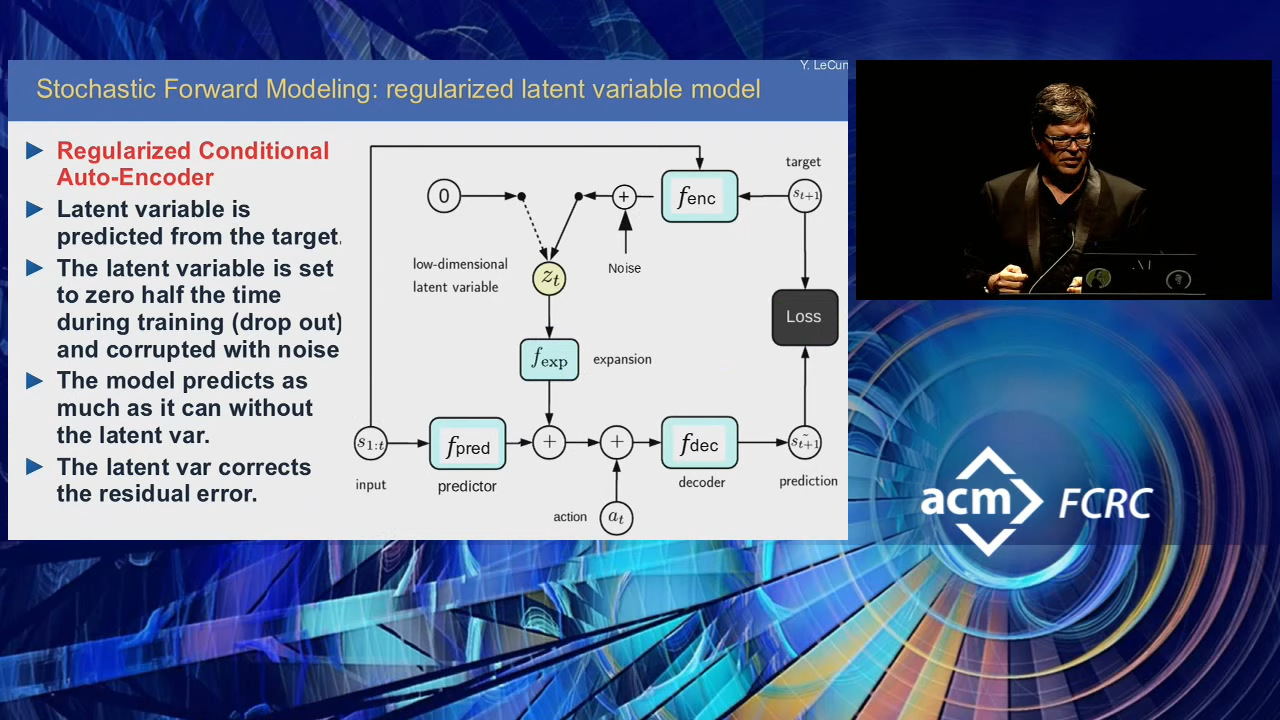 Y. LeCun
Stochastic Forward Modeling: regularized latent variable model
Regularized Conditional
Auto-Encoder
Latent variable is
predicted from the target.
The latent variable is set
to zero half the time
during training (drop out)
and corrupted with noise
The model predicts as
much as it can without
the latent var.
The latent var corrects
the residual error.
target
0
+
fenc
st+1
Noise
low-dimensional
latent variable
zt
Loss
fexp
expansion
s1:t
fpred
+
+
fdec
s̃t+1
input
predictor
decoder
prediction
action
at
acm FCRC